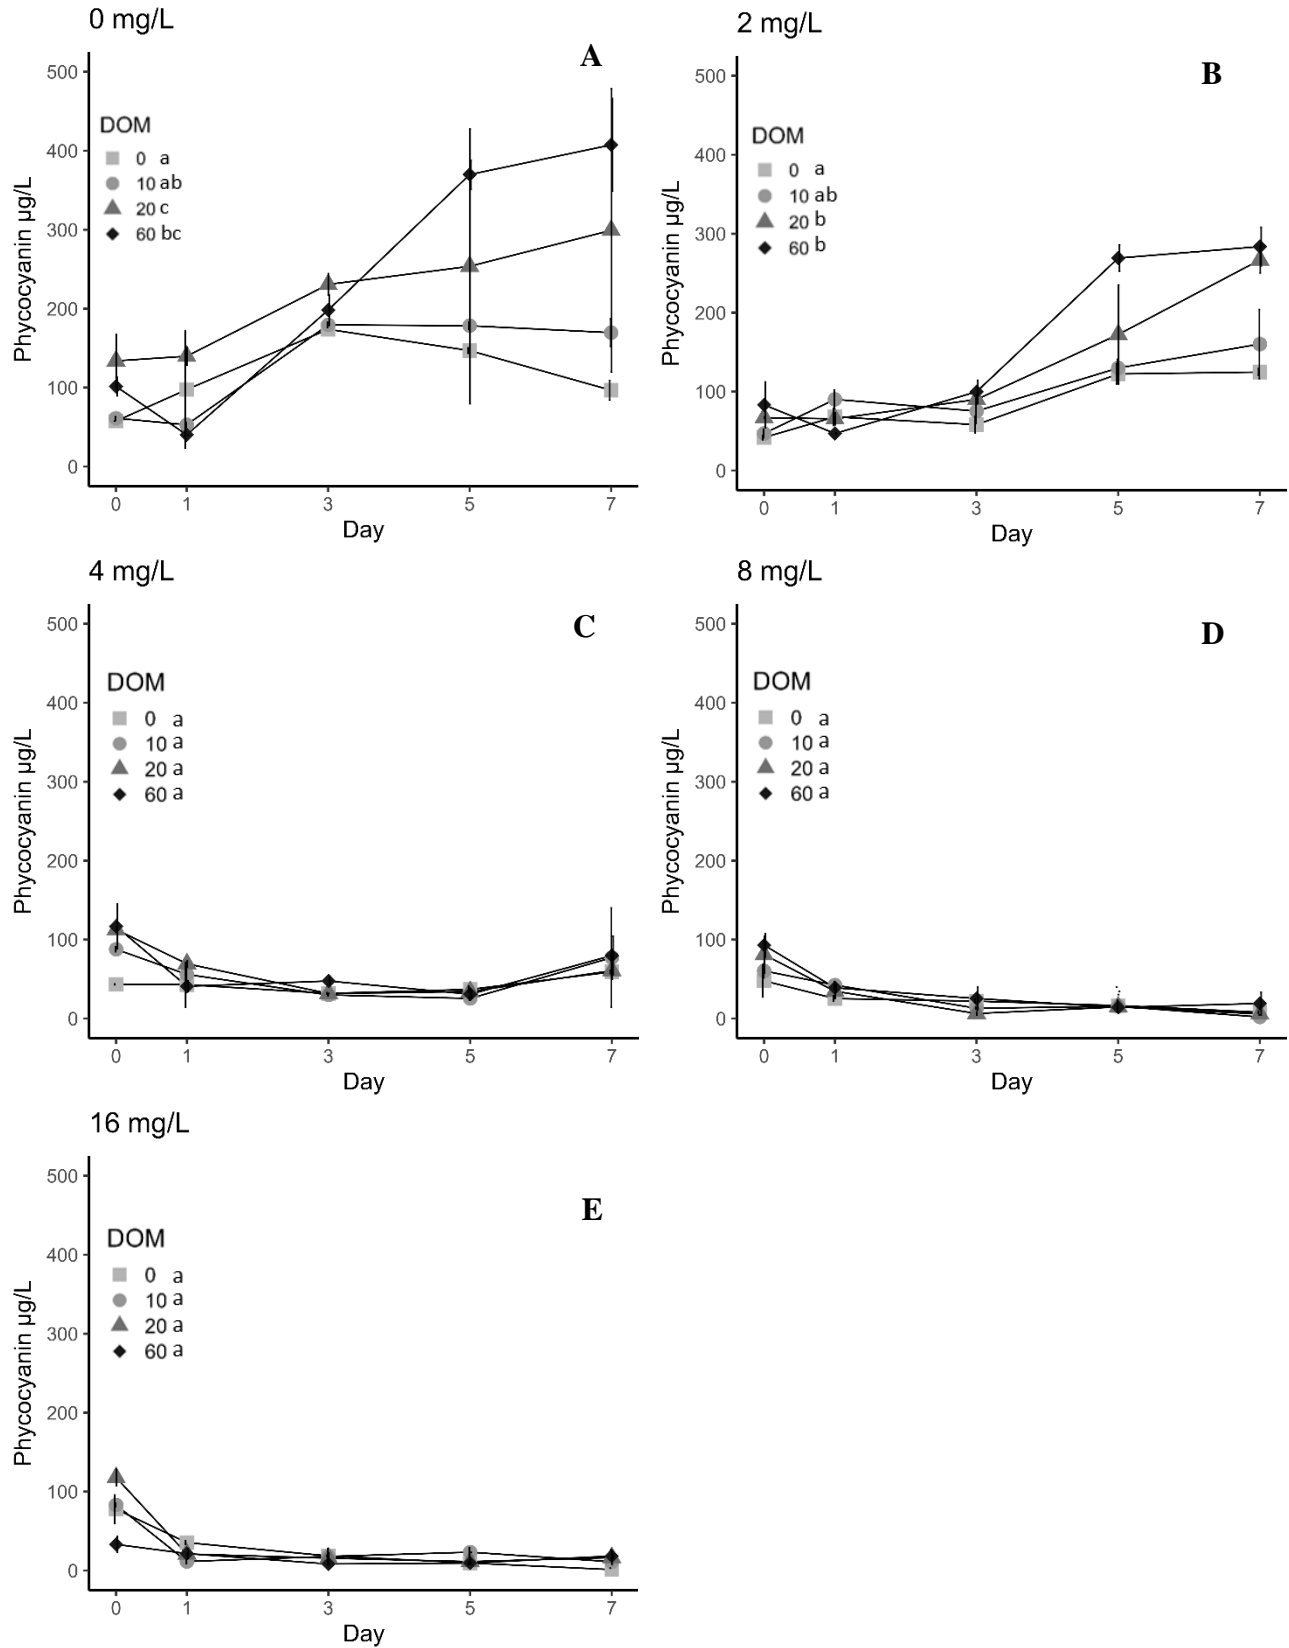 0 mg/L
A
Phycocyanin µg/L
500
400
300
200
100
0
DOM
0 a
10 ab
20 c
60 bc
0 1 3 5 7
Day
2 mg/L
B
Phycocyanin µg/L
500
400
300
200
100
0
DOM
0 a
10 ab
20 b
60 b
0 1 3 5 7
Day
4 mg/L
C
Phycocyanin µg/L
500
400
300
200
100
0
DOM
0 a
10 a
20 a
60 a
0 1 3 5 7
Day
8 mg/L
D
Phycocyanin µg/L
500
400
300
200
100
0
DOM
0 a
10 a
20 a
60 a
0 1 3 5 7
Day
16 mg/L
E
Phycocyanin µg/L
500
400
300
200
100
0
DOM
0 a
10 a
20 a
60 a
0 1 3 5 7
Day